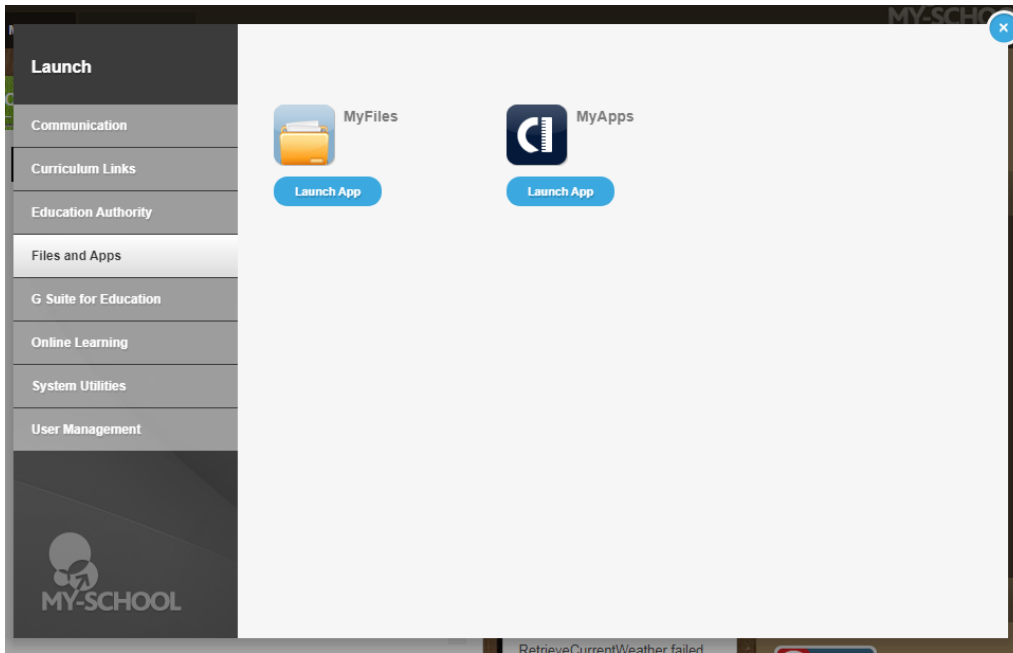 MY-SCHO
Launch
Communication
Curriculum Links
Education Authority
Files and Apps
G Suite for Education
Online Learning
System Utilities
User Management
MyFiles
Launch App
MyApps
Launch App
MY-SCHOOL
RetrieveCurrentWeather failed